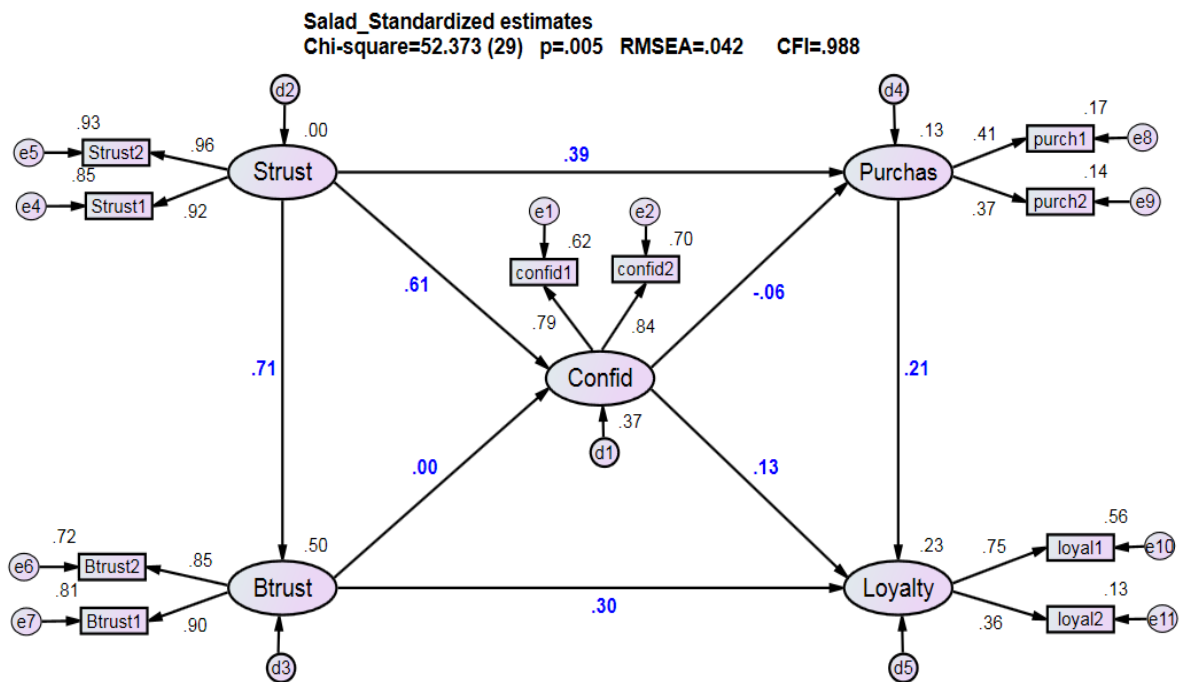 Salad_Standardized estimates
Chi-square=52.373 (29) p=.005 RMSEA=.042 CFI=.988
d2
d4
.93
.00
.13
.17
e5
Strust2
.96
.41
purch1
e8
Strust
.39
Purchas
.85
.14
e4
Strust1
.92
.37
purch2
e9
e1
e2
.62
.70
confid1
confid2
.61
-.06
.79
.84
.71
Confid
.21
.37
d1
.00
.13
.72
.50
.23
.56
e6
Btrust2
.85
.75
loyal1
e10
Btrust
.30
Loyalty
.81
.13
e7
Btrust1
.90
.36
loyal2
e11
d3
d5